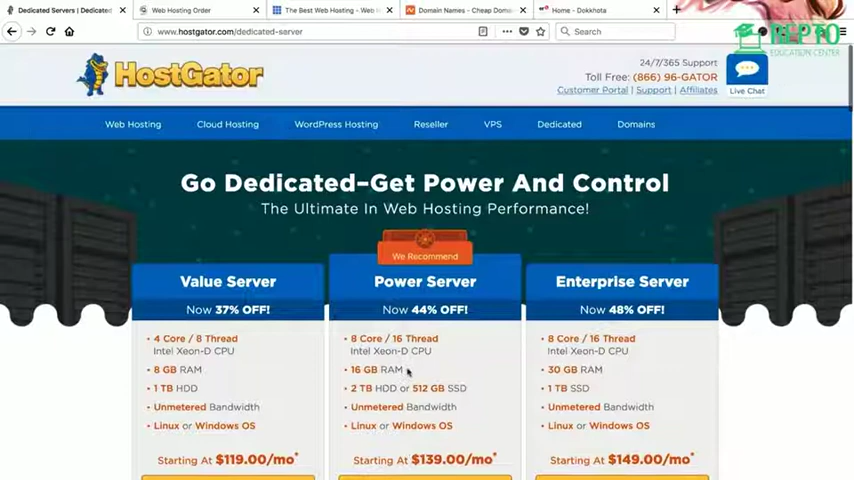 Dedicated Servers | Dedicated
Web Hosting Order
The Best Web Hosting - Web H
Domain Names - Cheap Dome
Home - Dokkhota
www.hostgator.com/dedicated-server
Search
REPTO
EDUCATION CENTER
HostGator
24/7/365 Support
Toll Free: (866) 96-GATOR
Customer Portal | Support | Affiliates
Live Chat
Web Hosting Cloud Hosting WordPress Hosting Reseller VPS Dedicated Domains
Go Dedicated–Get Power And Control
The Ultimate In Web Hosting Performance!
We Recommend
Value Server
Now 37% OFF!
• 4 Core / 8 Thread
Intel Xeon-D CPU
• 8 GB RAM
• 1 TB HDD
• Unmetered Bandwidth
• Linux or Windows OS
Starting At $119.00/mo*
Power Server
Now 44% OFF!
• 8 Core / 16 Thread
Intel Xeon-D CPU
• 16 GB RAM
• 2 TB HDD or 512 GB SSD
• Unmetered Bandwidth
• Linux or Windows OS
Starting At $139.00/mo*
Enterprise Server
Now 48% OFF!
• 8 Core / 16 Thread
Intel Xeon-D CPU
• 30 GB RAM
• 1 TB SSD
• Unmetered Bandwidth
• Linux or Windows OS
Starting At $149.00/mo*